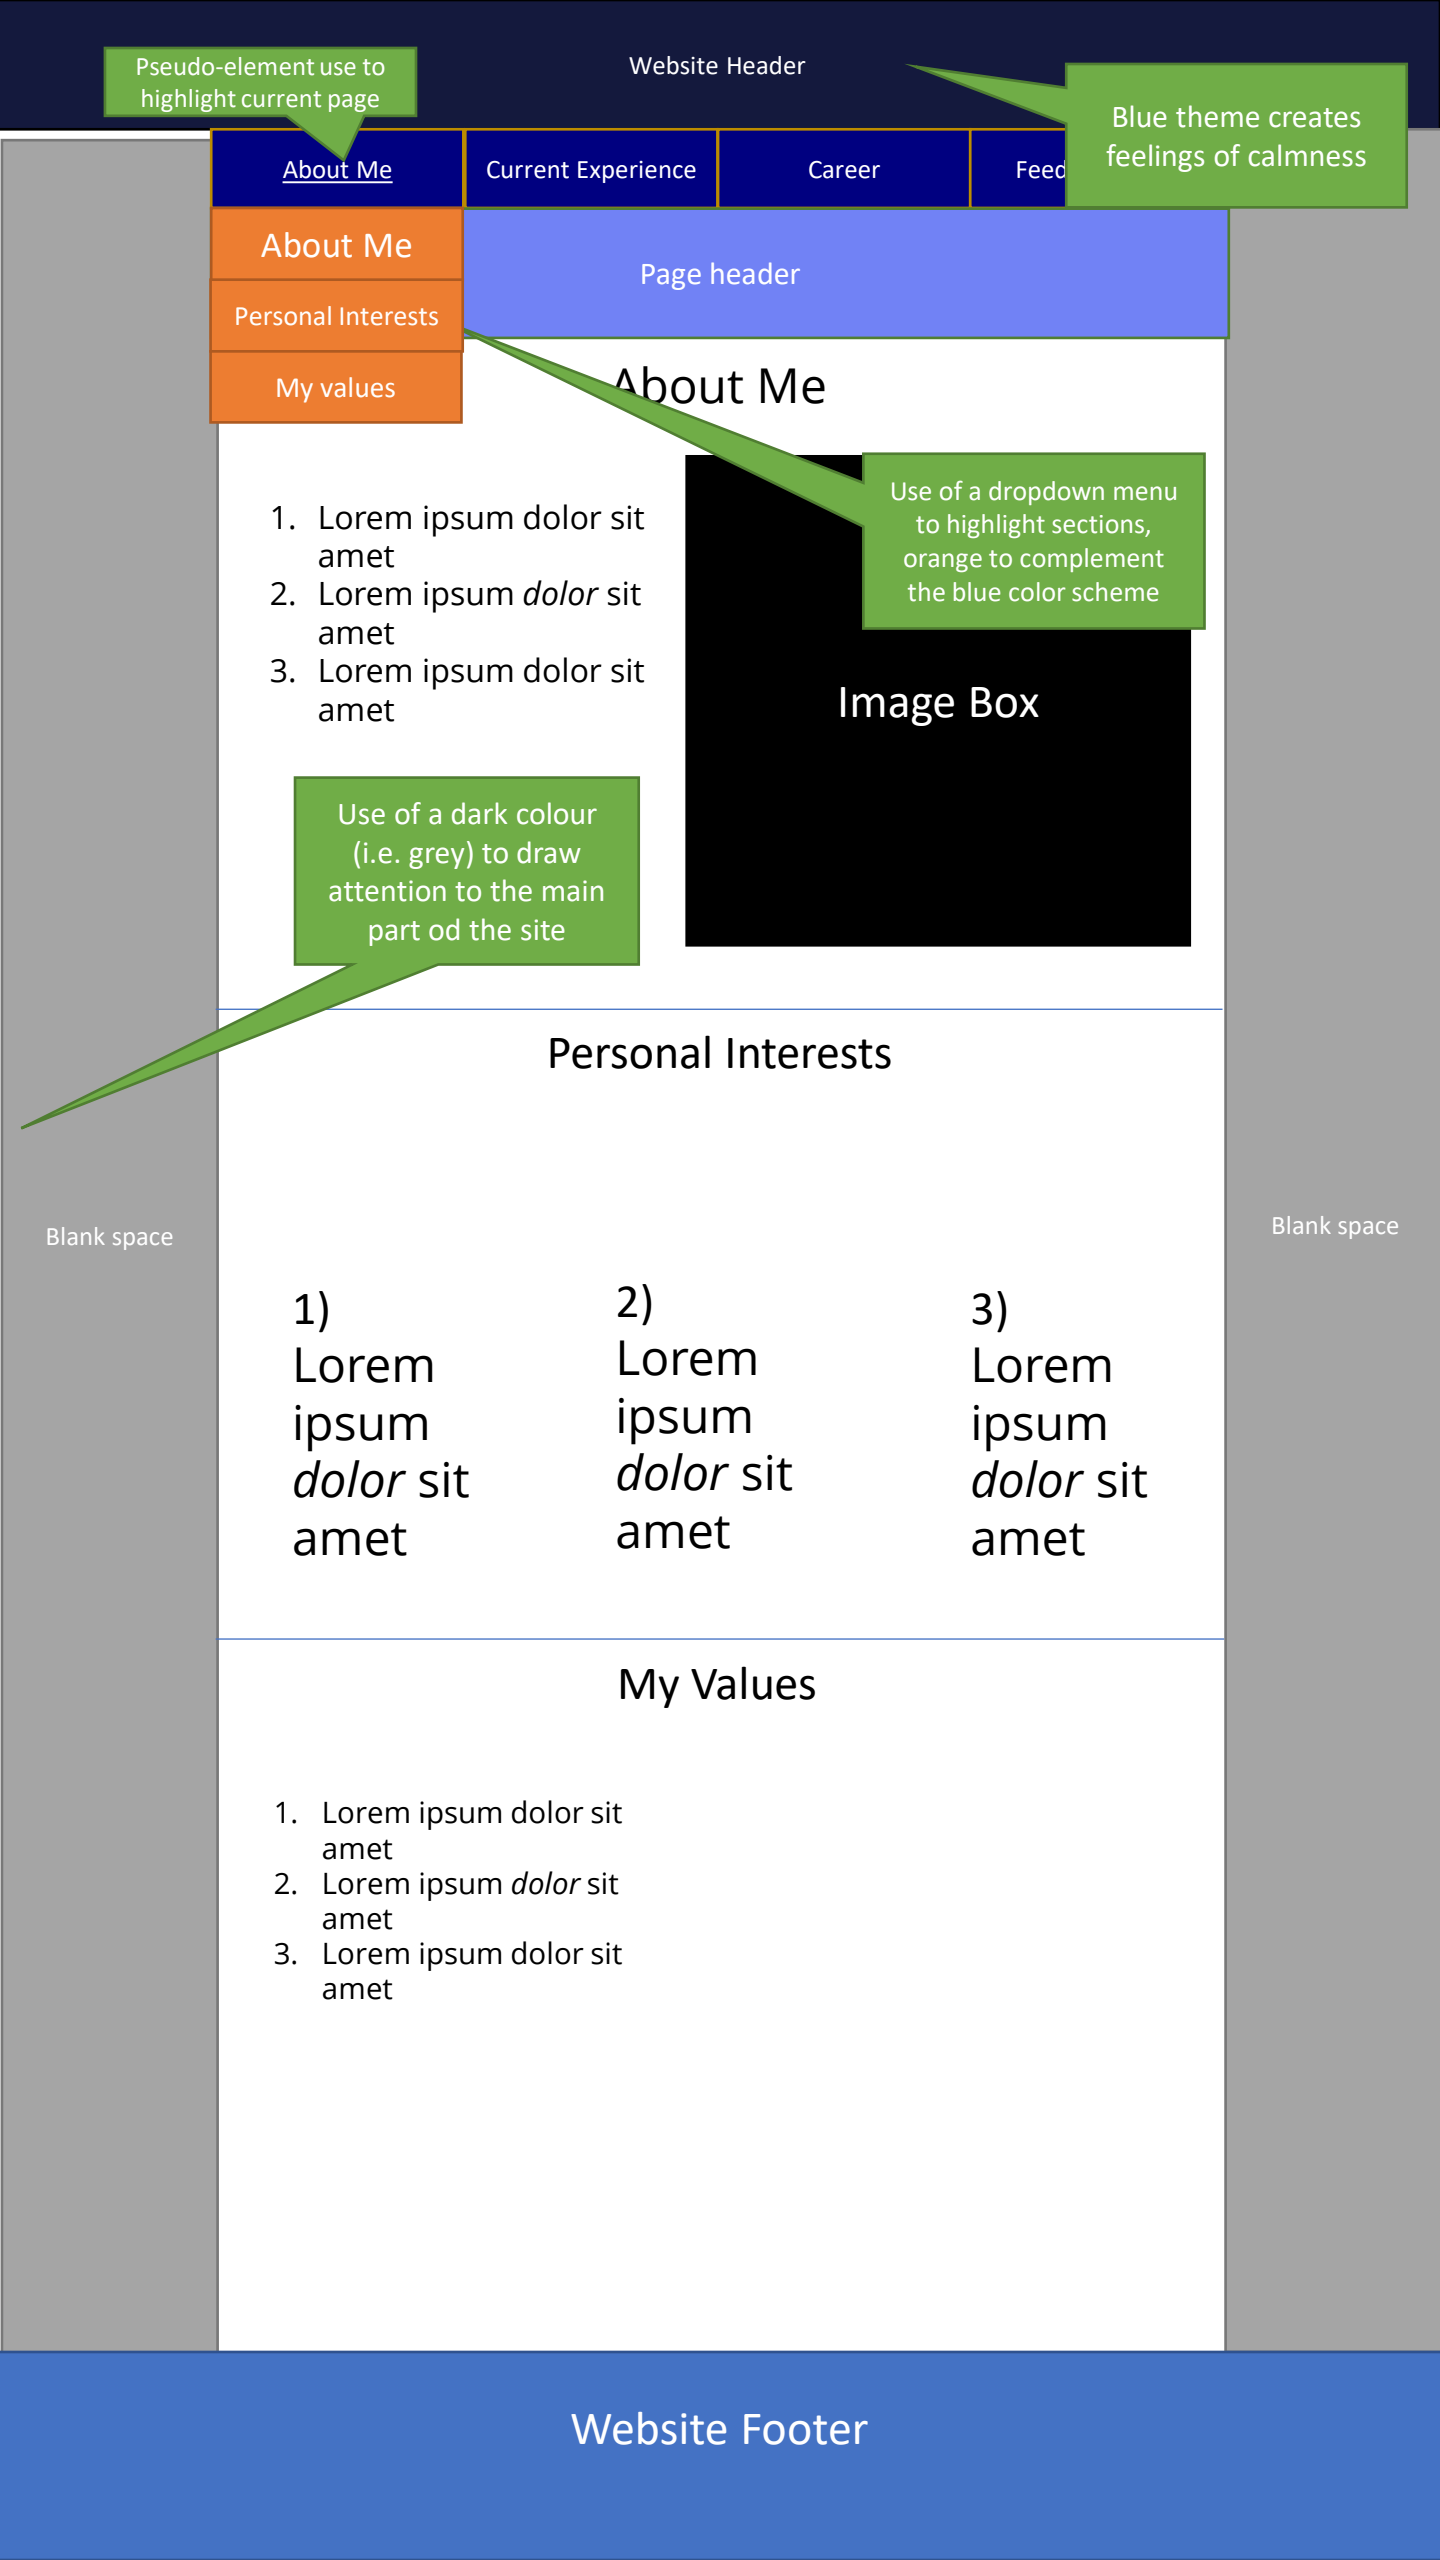 Website Header
Pseudo-element use to
highlight current page
Blue theme creates
feelings of calmness
About Me
Current Experience
Career
Feed
About Me
Personal Interests
My values
Page header
About Me
1. Lorem ipsum dolor sit
amet
2. Lorem ipsum dolor sit
amet
3. Lorem ipsum dolor sit
amet
Use of a dropdown menu
to highlight sections,
orange to complement
the blue color scheme
Image Box
Use of a dark colour
(i.e. grey) to draw
attention to the main
part od the site
Personal Interests
Blank space
Blank space
1)
Lorem
ipsum
dolor sit
amet
2)
Lorem
ipsum
dolor sit
amet
3)
Lorem
ipsum
dolor sit
amet
My Values
1. Lorem ipsum dolor sit
amet
2. Lorem ipsum dolor sit
amet
3. Lorem ipsum dolor sit
amet
Website Footer